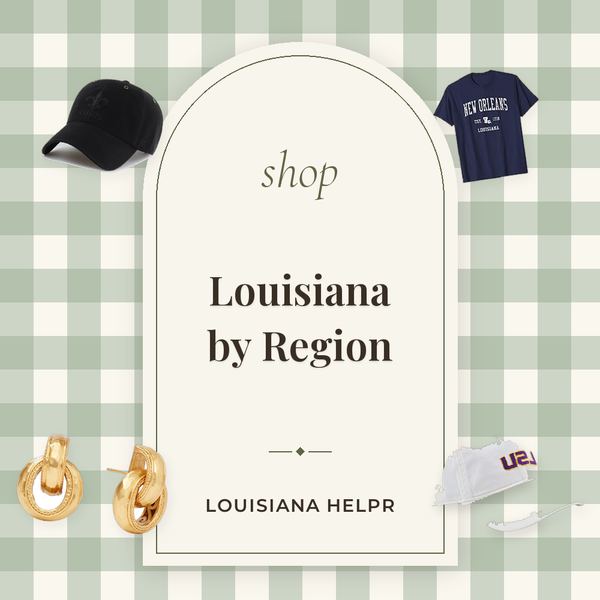 shop
NEW ORLEANS
LOUISIANA
Louisiana
by Region
LSU
LOUISIANA HELPR